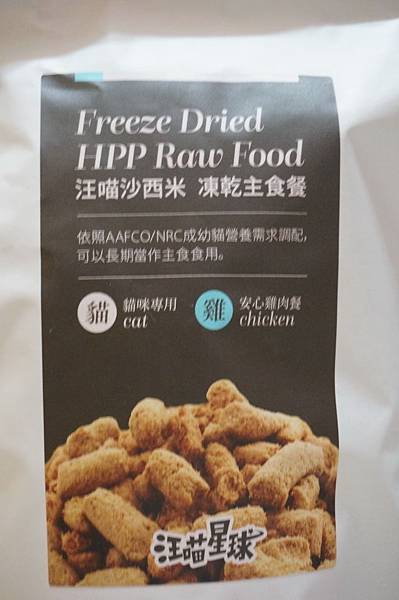 Freeze Dried
HPP Raw Food
汪喵沙西米 凍乾主食餐
依照AAFCO/NRC成幼貓營養需求調配,
可以長期當作主食食用。
貓 貓咪專用 雞 安心雞肉餐
cat chicken
汪喵星球